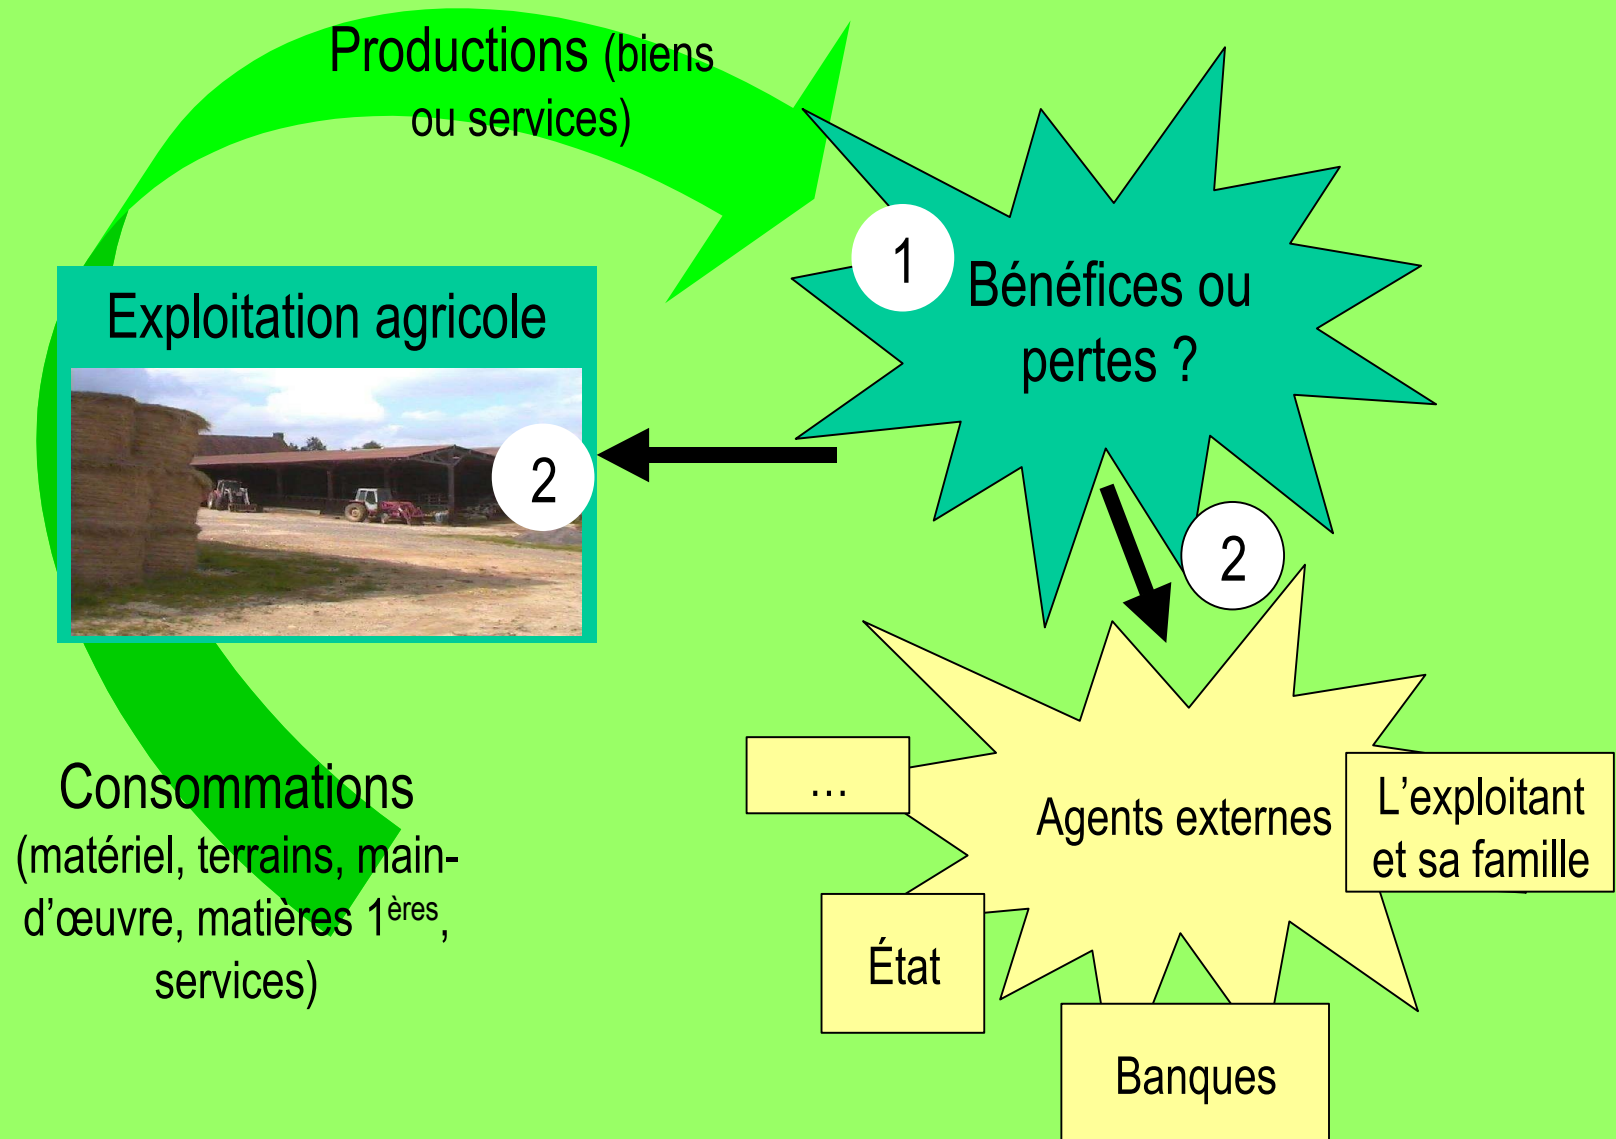 Productions (biens
ou services)
1
Bénéfices ou
pertes ?
Exploitation agricole
2
2
Consommations
(matériel, terrains, main-
d’œuvre, matières 1ères,
services)
…
Agents externes
L’exploitant
et sa famille
État
Banques